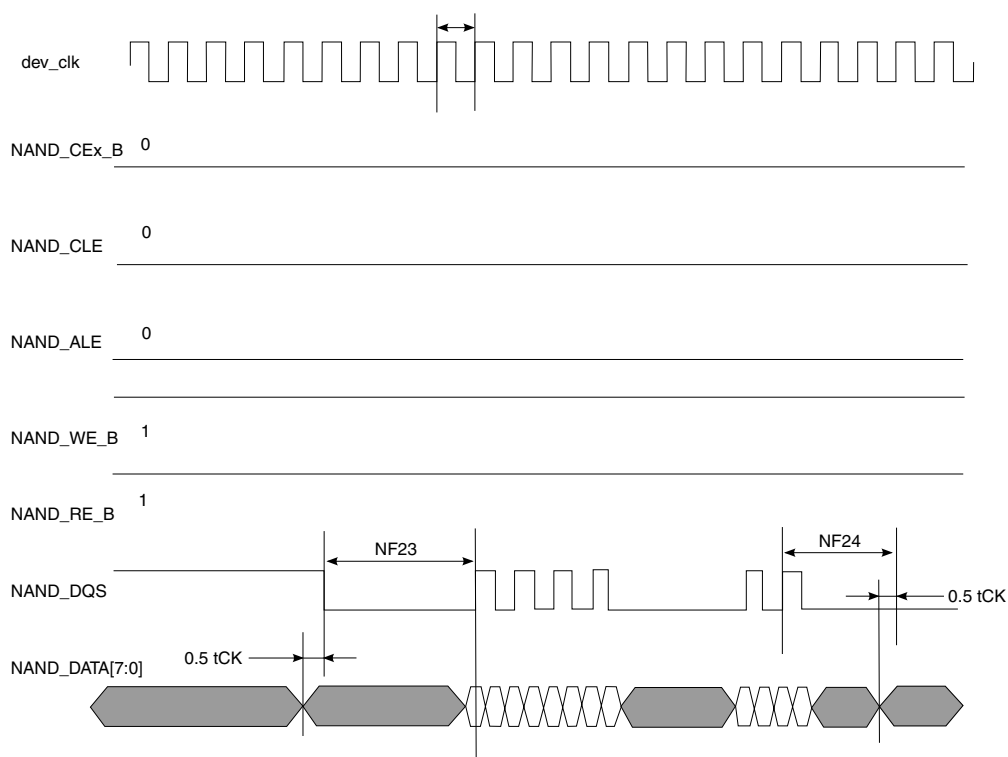 dev_clk
NAND_CEx_B 0
NAND_CLE 0
NAND_ALE 0
NAND_WE_B 1
NAND_RE_B 1
NF23
NF24
NAND_DQS
0.5 tCK
NAND_DATA[7:0]
0.5 tCK